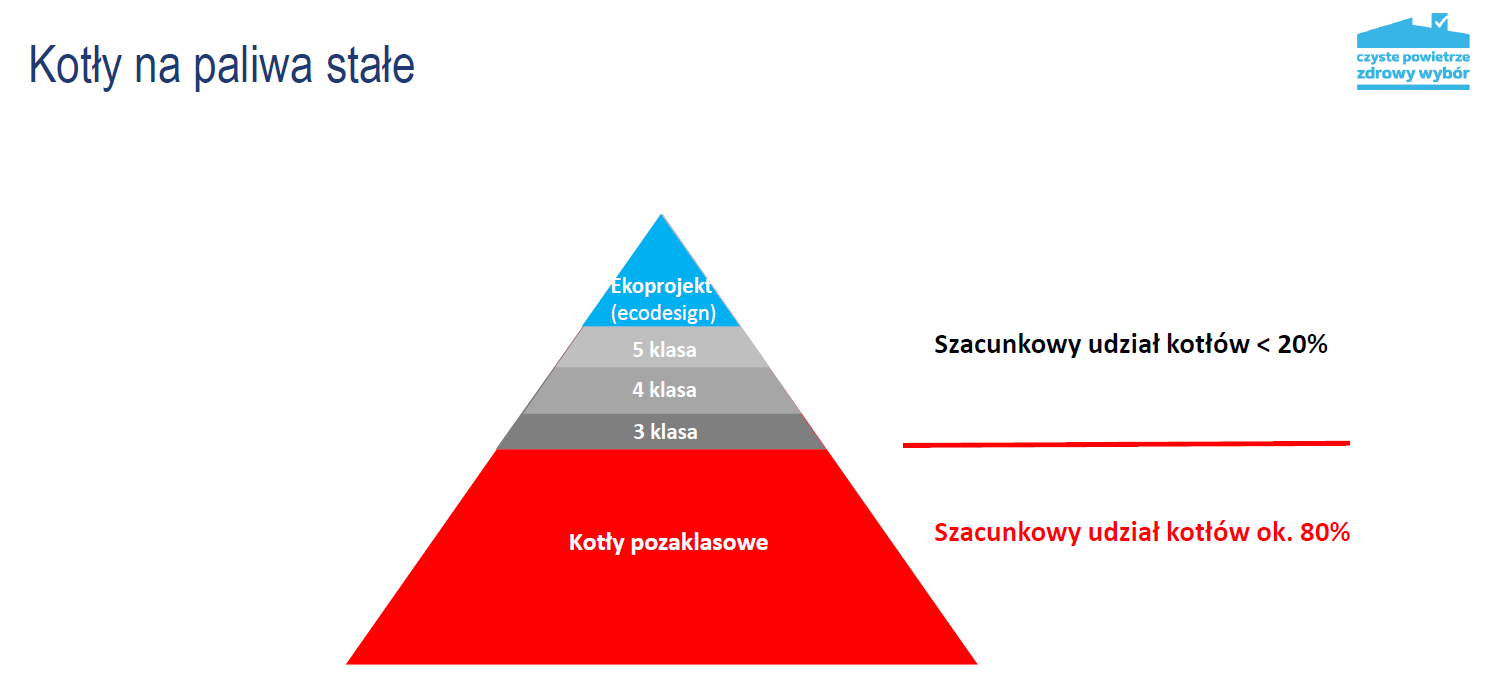 Kotły na paliwa stałe
czyste powietrze
zdrowy wybór
Ekoprojekt
(ecodesign)
5 klasa
4 klasa
3 klasa
Kotły pozaklasowe
Szacunkowy udział kotłów < 20%
Szacunkowy udział kotłów ok. 80%